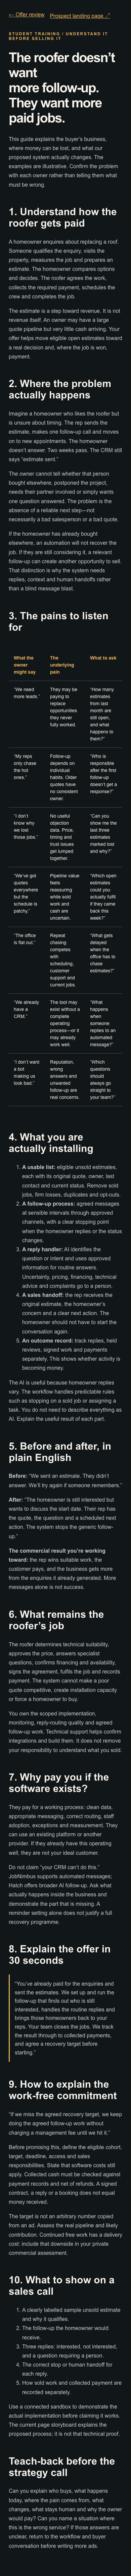 ← Offer review Prospect landing page ↗
STUDENT TRAINING / UNDERSTAND IT
BEFORE SELLING IT
The roofer doesn't
want
more follow-up.
They want more
paid jobs.
This guide explains the buyer's business,
where money can be lost, and what our
proposed system actually changes. The
examples are illustrative. Confirm the problem
with each owner rather than telling them what
must be wrong.
1. Understand how the
roofer gets paid
A homeowner enquires about replacing a roof.
Someone qualifies the enquiry, visits the
property, measures the job and prepares an
estimate. The homeowner compares options
or decides. The roofer agrees the work,
collects the required payment, schedules the
crew and completes the job.
The estimate is a step toward revenue. It is not
revenue itself. An owner may have a large
quote pipeline but very little cash arriving. Your
offer helps move eligible open estimates toward
a real decision and, where the job is won,
payment.
2. Where the problem
actually happens
Imagine a homeowner who likes the roofer but
is unsure about timing. The rep sends the
estimate, makes one follow-up call and moves
on to new appointments. The homeowner
doesn't answer. Two weeks pass. The CRM still
says “estimate sent.”
The owner cannot tell whether that person
bought elsewhere, postponed the project,
needs their partner involved or simply wants
one question answered. The problem is the
absence of a reliable next step—not
necessarily a bad salesperson or a bad quote.
If the homeowner has already bought
elsewhere, an automation will not recover the
job. If they are still considering it, a relevant
follow-up can create another opportunity to sell.
That distinction is why the system needs
replies, context and human handoffs rather
than a blind message blast.
3. The pains to listen
for
What the
owner
might say
The
underlying
pain
What to ask
“We need
more leads.”
They may be
paying to
replace
opportunities
they never
fully worked.
“How many
estimates
from last
month are
still open,
and what
happens to
them?”
“My reps
only chase
the hot
ones.”
Follow-up
depends on
individual
habits. Older
quotes have
no consistent
owner.
“Who is
responsible
after the first
follow-up
doesn't get a
response?”
“I don't
know why
we lost
those jobs.”
No useful
objection
data. Price,
timing and
trust issues
get lumped
together.
“Can you
show me the
last three
estimates
marked lost
and why?”
“We've got
quotes
everywhere
but the
schedule is
patchy.”
Pipeline value
feels
reassuring
while sold
work and
cash are
uncertain.
“Which open
estimates
could you
actually fulfil
if they came
back this
week?”
“The office
is flat out.”
Repeat
chasing
competes
with
scheduling,
customer
support and
current jobs.
“What gets
delayed
when the
office has to
chase
estimates?”
“We already
have a
CRM.”
The tool may
exist without a
complete
operating
process—or it
may already
work well.
“What
happens
when
someone
replies to an
automated
message?”
“I don't want
a bot
making us
look bad.”
Reputation,
wrong
answers and
unwanted
follow-up are
real concerns.
“Which
questions
should
always go
straight to
your team?”
4. What you are
actually installing
1. A usable list: eligible unsold estimates,
each with its original quote, owner, last
contact and current status. Remove sold
jobs, firm losses, duplicates and opt-outs.
2. A follow-up process: agreed messages
at sensible intervals through approved
channels, with a clear stopping point
when the homeowner replies or the status
changes.
3. A reply handler: AI identifies the
question or intent and uses approved
information for routine answers.
Uncertainty, pricing, financing, technical
advice and complaints go to a person.
4. A sales handoff: the rep receives the
original estimate, the homeowner's
concern and a clear next action. The
homeowner should not have to start the
conversation again.
5. An outcome record: track replies, held
reviews, signed work and payments
separately. This shows whether activity is
becoming money.
The AI is useful because homeowner replies
vary. The workflow handles predictable rules
such as stopping on a sold job or assigning a
task. You do not need to describe everything as
AI. Explain the useful result of each part.
5. Before and after, in
plain English
Before: “We sent an estimate. They didn't
answer. We'll try again if someone remembers.”
After: “The homeowner is still interested but
wants to discuss the start date. Their rep has
the quote, the question and a scheduled next
action. The system stops the generic follow-
up.”
The commercial result you're working
toward: the rep wins suitable work, the
customer pays, and the business gets more
from the enquiries it already generated. More
messages alone is not success.
6. What remains the
roofer's job
The roofer determines technical suitability,
approves the price, answers specialist
questions, confirms financing and availability,
signs the agreement, fulfils the job and records
payment. The system cannot make a poor
quote competitive, create installation capacity
or force a homeowner to buy.
You own the scoped implementation,
monitoring, reply-routing quality and agreed
follow-up work. Technical support helps confirm
integrations and build them. It does not remove
your responsibility to understand what you sold.
7. Why pay you if the
software exists?
They pay for a working process: clean data,
appropriate messaging, correct routing, staff
adoption, exceptions and measurement. They
can use an existing platform or another
provider. If they already have this operating
well, they are not your ideal customer.
Do not claim “your CRM can't do this.”
JobNimbus supports automated messages;
Hatch offers broader AI follow-up. Ask what
actually happens inside the business and
demonstrate the part that is missing. A
reminder setting alone does not justify a full
recovery programme.
8. Explain the offer in
30 seconds
“You've already paid for the enquiries and
sent the estimates. We set up and run the
follow-up that finds out who is still
interested, handles the routine replies and
brings those homeowners back to your
reps. Your team closes the jobs. We track
the result through to collected payments,
and agree a recovery target before
starting.”
9. How to explain the
work-free commitment
“If we miss the agreed recovery target, we keep
working the agreed follow-up work without
charging a management fee until we hit it.”
Before promising this, define the eligible cohort,
target, deadline, access and sales
responsibilities. State that software costs still
apply. Collected cash must be checked against
payment records and net of refunds. A signed
contract, a reply or a booking does not equal
money received.
The target is not an arbitrary number copied
from an ad. Assess the real pipeline and likely
contribution. Continued free work has a delivery
cost: include that downside in your private
commercial assessment.
10. What to show on a
sales call
1. A clearly labelled sample unsold estimate
and why it qualifies.
2. The follow-up the homeowner would
receive.
3. Three replies: interested, not interested,
and a question requiring a person.
4. The correct stop or human handoff for
each reply.
5. How sold work and collected payment are
recorded separately.
Use a connected sandbox to demonstrate the
actual implementation before claiming it works.
The current page storyboard explains the
proposed process; it is not that technical proof.
Teach-back before the
strategy call
Can you explain who buys, what happens
today, where the pain comes from, what
changes, what stays human and why the owner
would pay? Can you name a situation where
this is the wrong service? If those answers are
unclear, return to the workflow and buyer
conversation before writing more ads.